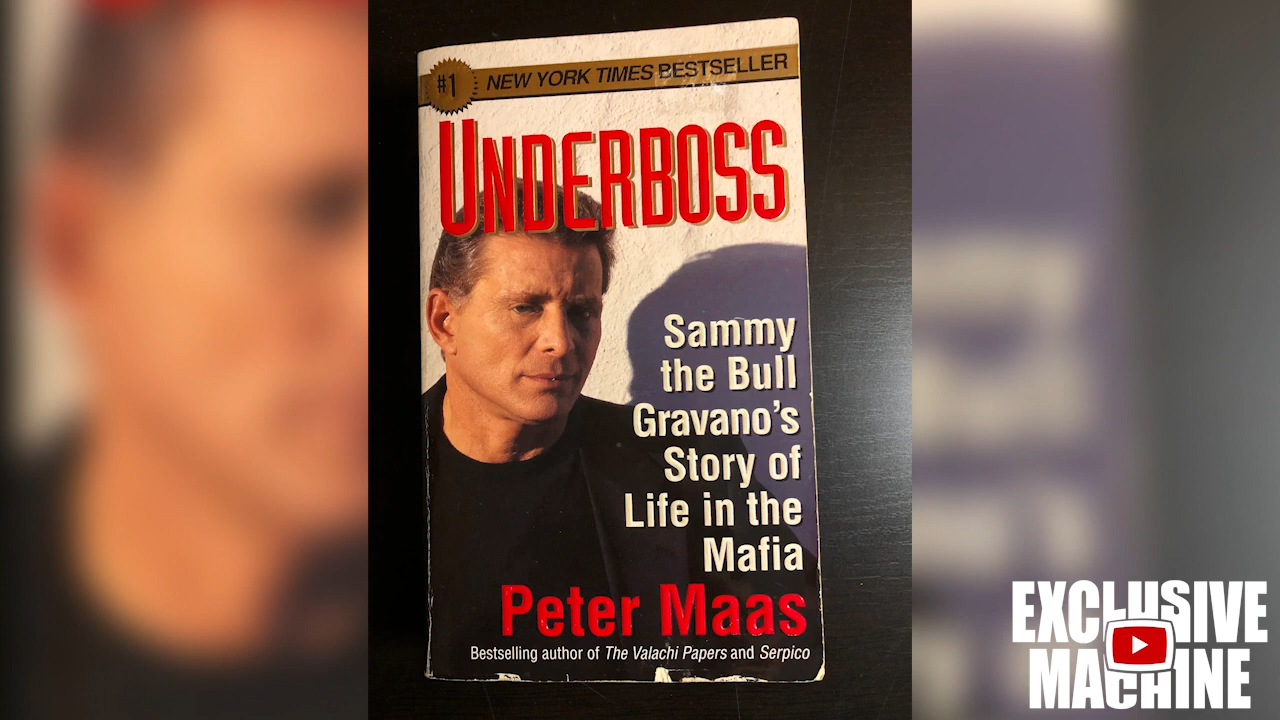 #1 NEW YORK TIMES BESTSELLER
UNDERBOSS
Sammy
the Bull
Gravano's
Story of
Life in the
Mafia
Peter Maas
Bestselling author of The Valachi Papers and Serpico
EXCLUSIVE
MACHINE